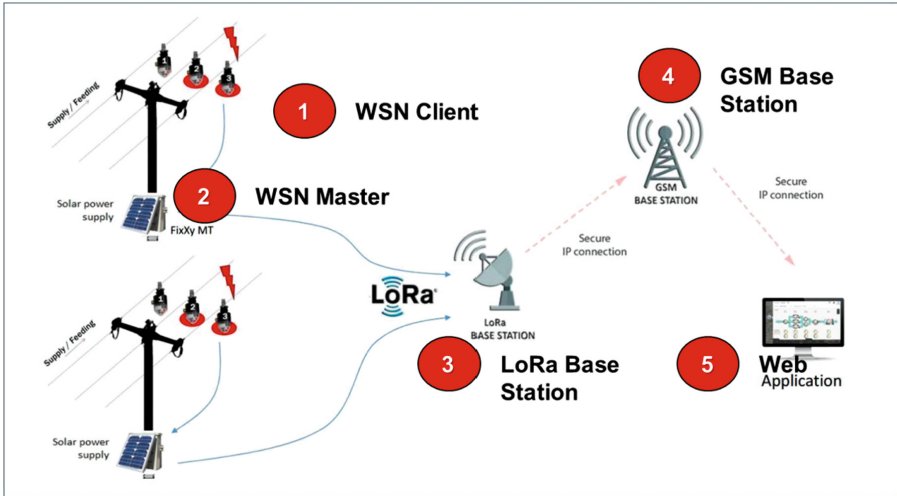 1
2
3
Supply / Feeding
1
WSN Client
2
WSN Master
Solar power
supply
FixXy MT
4
GSM Base
Station
GSM
BASE STATION
Secure
IP connection
Secure
IP connection
LoRa
LoRa
BASE STATION
3
LoRa Base
Station
5
Web
Application
1
2
3
Supply / Feeding
Solar power
supply